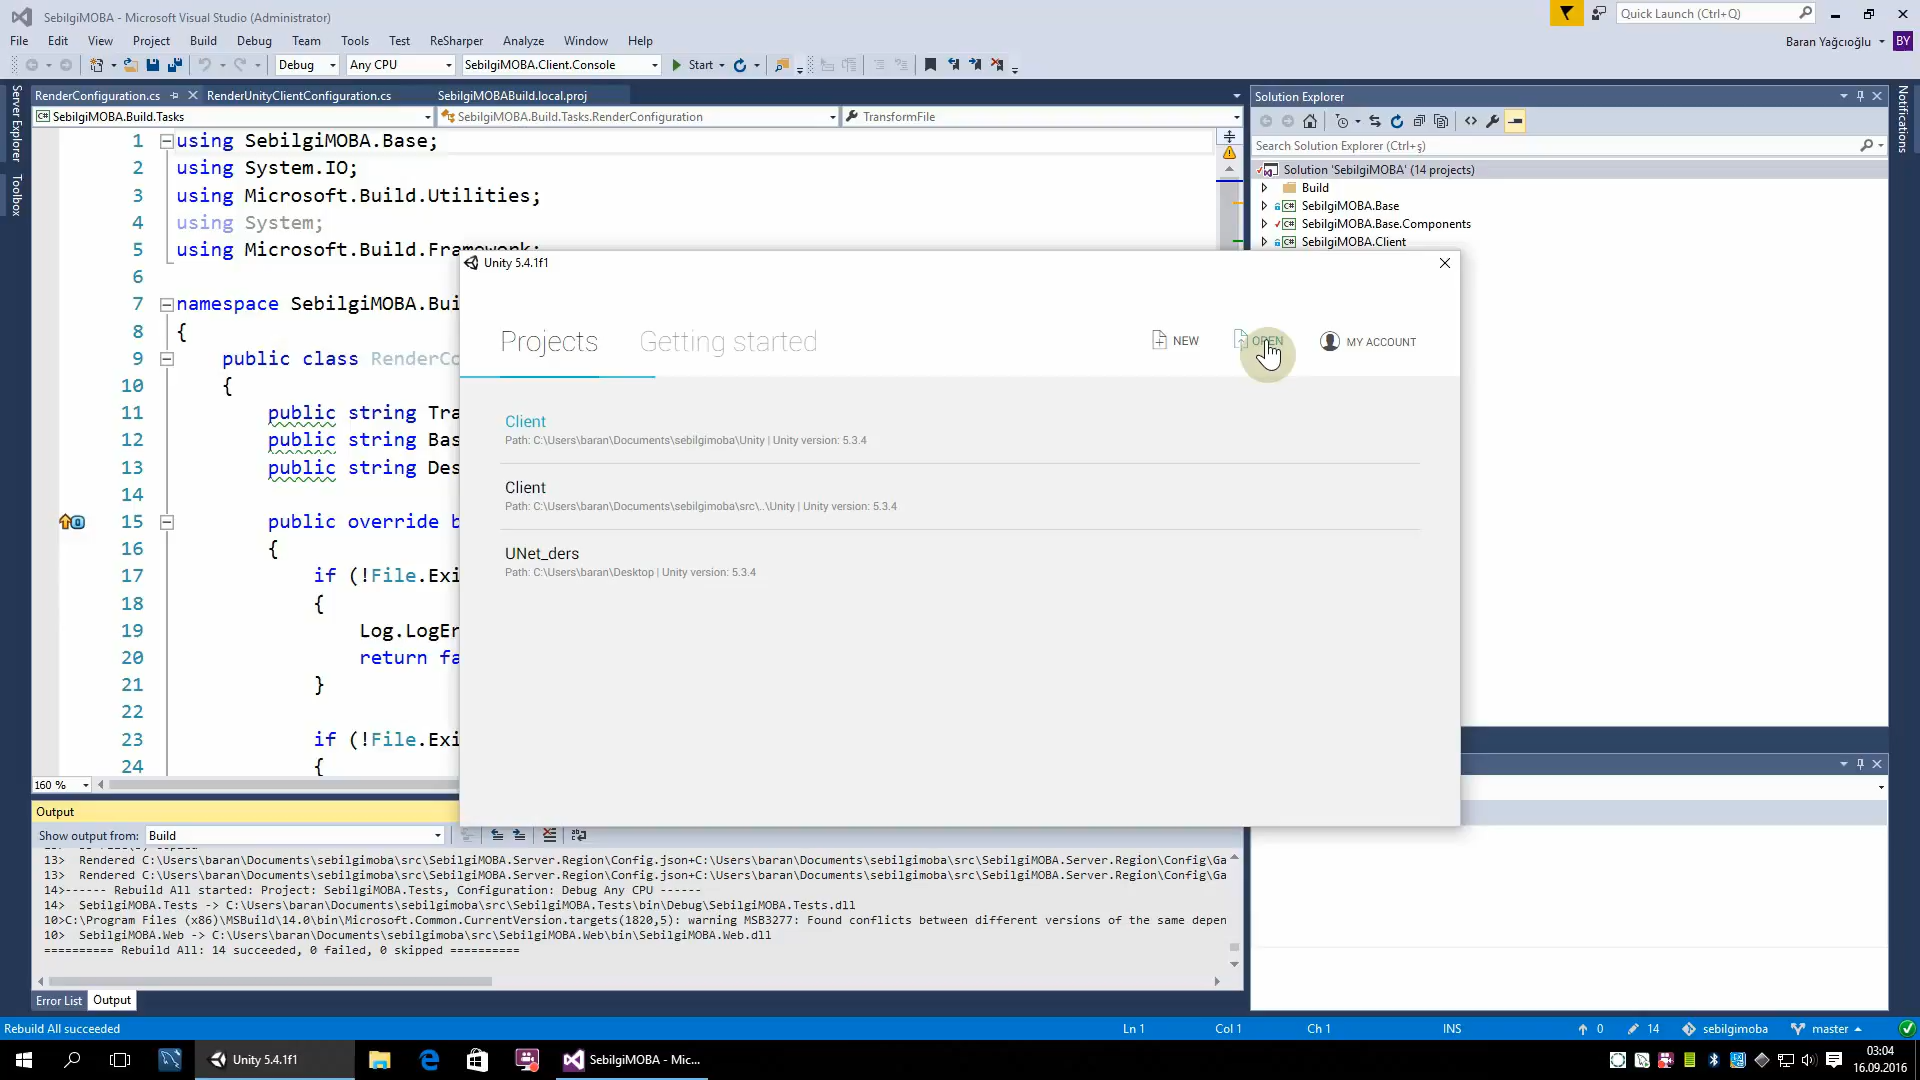 SebilgiMOBA - Microsoft Visual Studio (Administrator)
Quick Launch (Ctrl+Q)
File Edit View Project Build Debug Team Tools Test ReSharper Analyze Window Help
Baran Yağcıoğlu BY
Debug Any CPU SebilgiMOBA.Client.Console Start
Server Explorer
Toolbox
Notifications
RenderConfiguration.cs RenderUnityClientConfiguration.cs SebilgiMOBABuild.local.proj
SebilgiMOBA.Build.Tasks SebilgiMOBA.Build.Tasks.RenderConfiguration TransformFile
1 using SebilgiMOBA.Base;
2 using System.IO;
3 using Microsoft.Build.Utilities;
4 using System;
5 using Microsoft.Build.Framework;
6
7 namespace SebilgiMOBA.Bui
8 {
9 public class RenderCo
10 {
11 public string Tra
12 public string Bas
13 public string Des
14
15 public override b
16 {
17 if (!File.Exi
18 {
19 Log.LogEr
20 return fa
21 }
22
23 if (!File.Exi
24 {
160 %
Solution Explorer
Search Solution Explorer (Ctrl+ş)
Solution 'SebilgiMOBA' (14 projects)
Build
SebilgiMOBA.Base
SebilgiMOBA.Base.Components
SebilgiMOBA.Client
Unity 5.4.1f1
Projects Getting started NEW OPEN MY ACCOUNT
Client
Path: C:\Users\baran\Documents\sebilgimoba\Unity | Unity version: 5.3.4
Client
Path: C:\Users\baran\Documents\sebilgimoba\src\..\Unity | Unity version: 5.3.4
UNet_ders
Path: C:\Users\baran\Desktop | Unity version: 5.3.4
Output
Show output from: Build
13> Rendered C:\Users\baran\Documents\sebilgimoba\src\SebilgiMOBA.Server.Region\Config.json+C:\Users\baran\Documents\sebilgimoba\src\SebilgiMOBA.Server.Region\Config\Ga
13> Rendered C:\Users\baran\Documents\sebilgimoba\src\SebilgiMOBA.Server.Region\Config.json+C:\Users\baran\Documents\sebilgimoba\src\SebilgiMOBA.Server.Region\Config\Ga
14>------ Rebuild All started: Project: SebilgiMOBA.Tests, Configuration: Debug Any CPU ------
14> SebilgiMOBA.Tests -> C:\Users\baran\Documents\sebilgimoba\src\SebilgiMOBA.Tests\bin\Debug\SebilgiMOBA.Tests.dll
10>C:\Program Files (x86)\MSBuild\14.0\bin\Microsoft.Common.CurrentVersion.targets(1820,5): warning MSB3277: Found conflicts between different versions of the same depen
10> SebilgiMOBA.Web -> C:\Users\baran\Documents\sebilgimoba\src\SebilgiMOBA.Web\bin\SebilgiMOBA.Web.dll
========== Rebuild All: 14 succeeded, 0 failed, 0 skipped ==========
Error List Output
Rebuild All succeeded Ln 1 Col 1 Ch 1 INS 0 14 sebilgimoba master
Unity 5.4.1f1 SebilgiMOBA - Mic...
03:04
16.09.2016